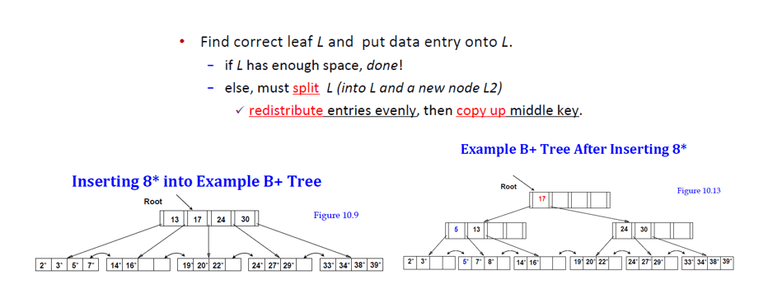 • Find correct leaf L and put data entry onto L.
– if L has enough space, done!
– else, must split L (into L and a new node L2)
✓ redistribute entries evenly, then copy up middle key.
Inserting 8* into Example B+ Tree
Root
13 17 24 30
Figure 10.9
2* 3* 5* 7* 14* 16* 19* 20* 22* 24* 27* 29* 33* 34* 38* 39*
Example B+ Tree After Inserting 8*
Root
17
Figure 10.13
5 13 24 30
2* 3* 5* 7* 8* 14* 16* 19* 20* 22* 24* 27* 29* 33* 34* 38* 39*